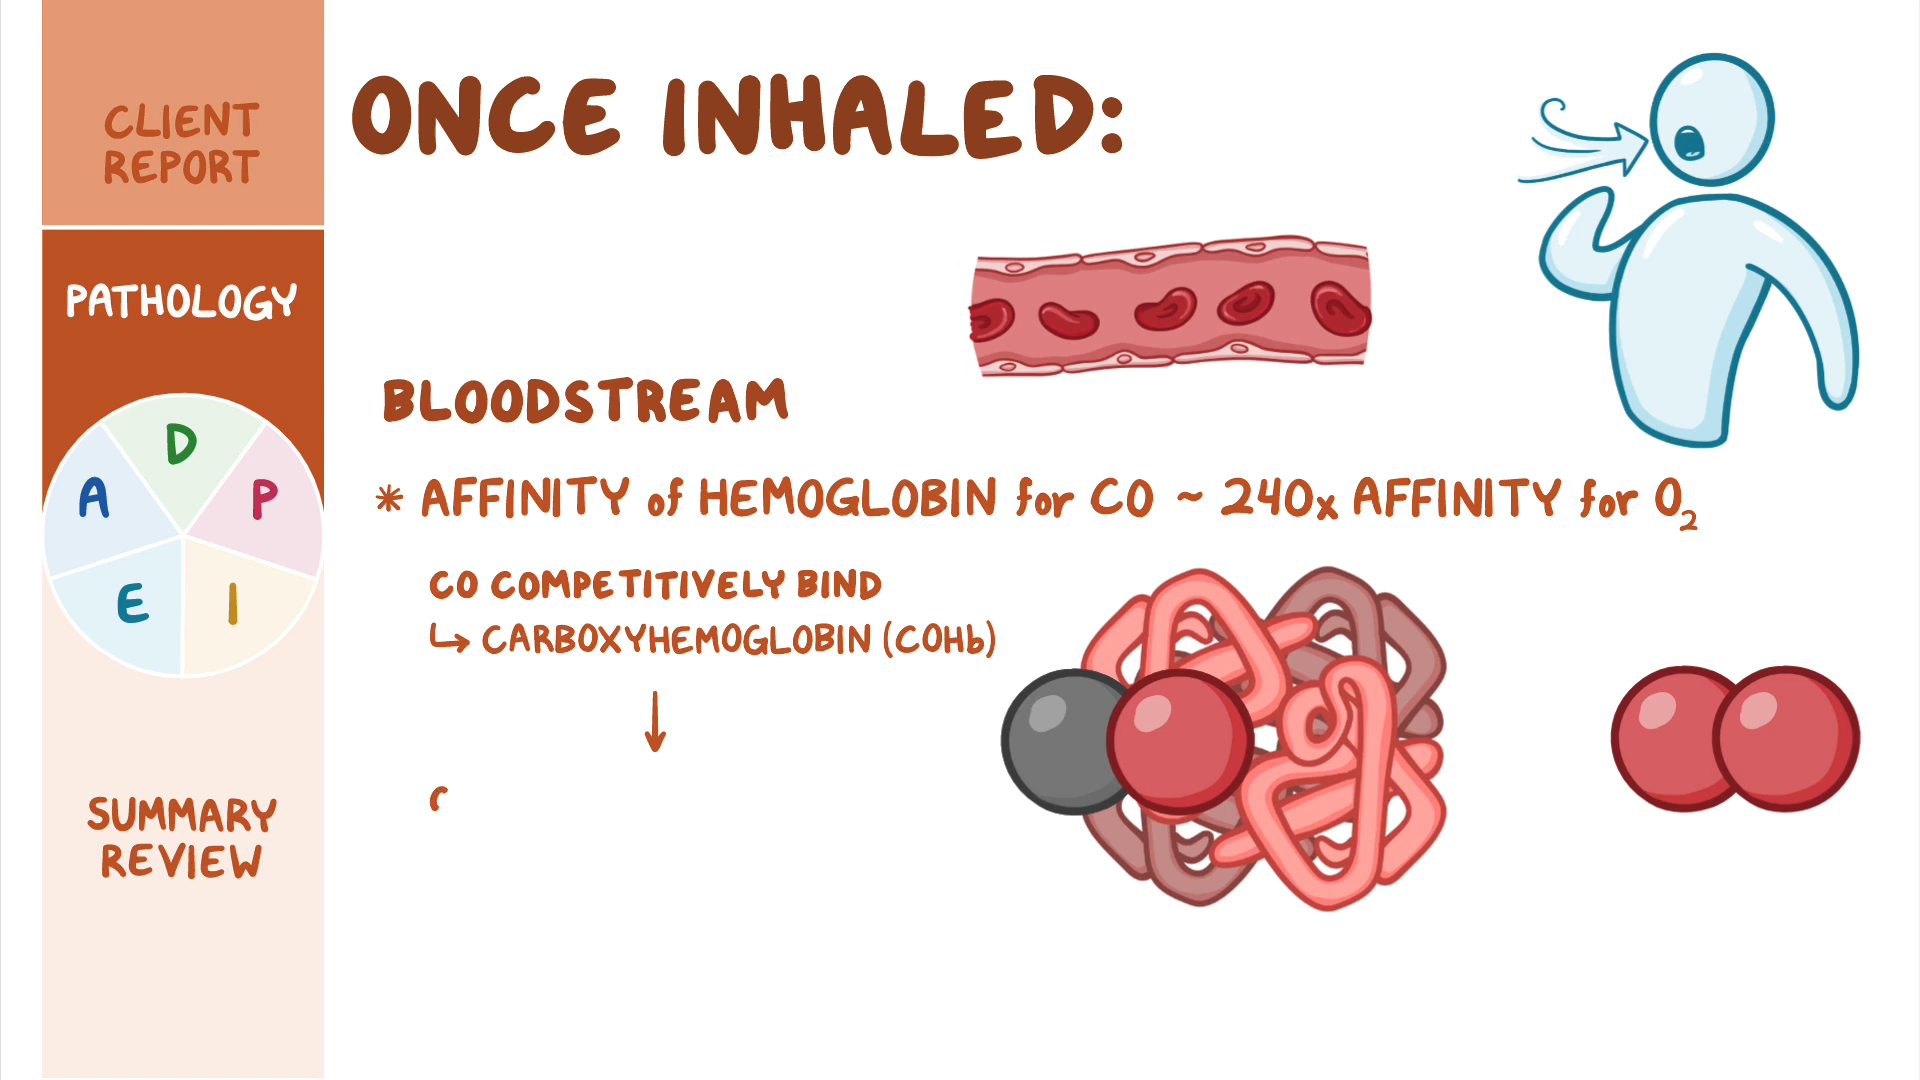 CLIENT
REPORT
PATHOLOGY
D
A
P
E
I
SUMMARY
REVIEW
ONCE INHALED:
BLOODSTREAM
* AFFINITY of HEMOGLOBIN for CO ~ 240x AFFINITY for O₂
CO COMPETITIVELY BIND
↳ CARBOXYHEMOGLOBIN (COHb)
↓